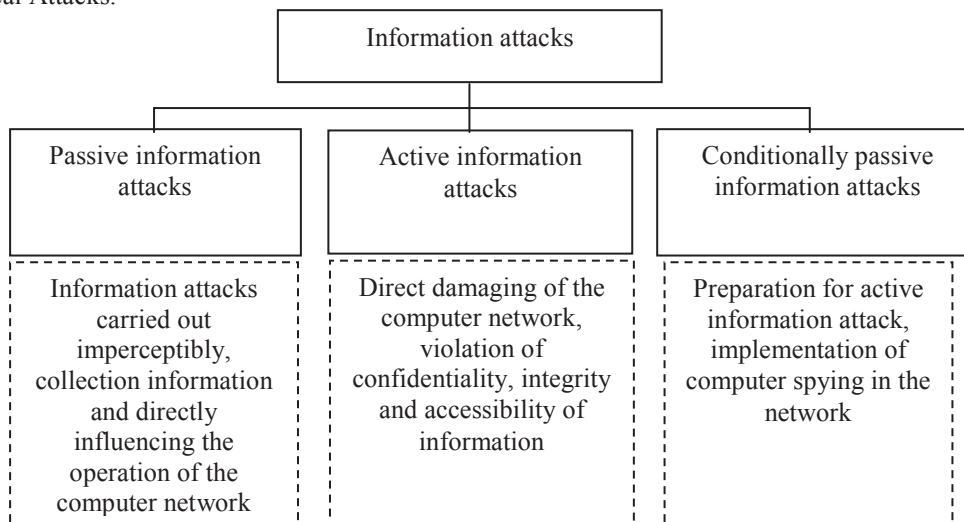 Attacks.
Information attacks
Passive information
attacks
Active information
attacks
Conditionally passive
information attacks
Information attacks
carried out
imperceptibly,
collection information
and directly
influencing the
operation of the
computer network
Direct damaging of the
computer network,
violation of
confidentiality, integrity
and accessibility of
information
Preparation for active
information attack,
implementation of
computer spying in the
network